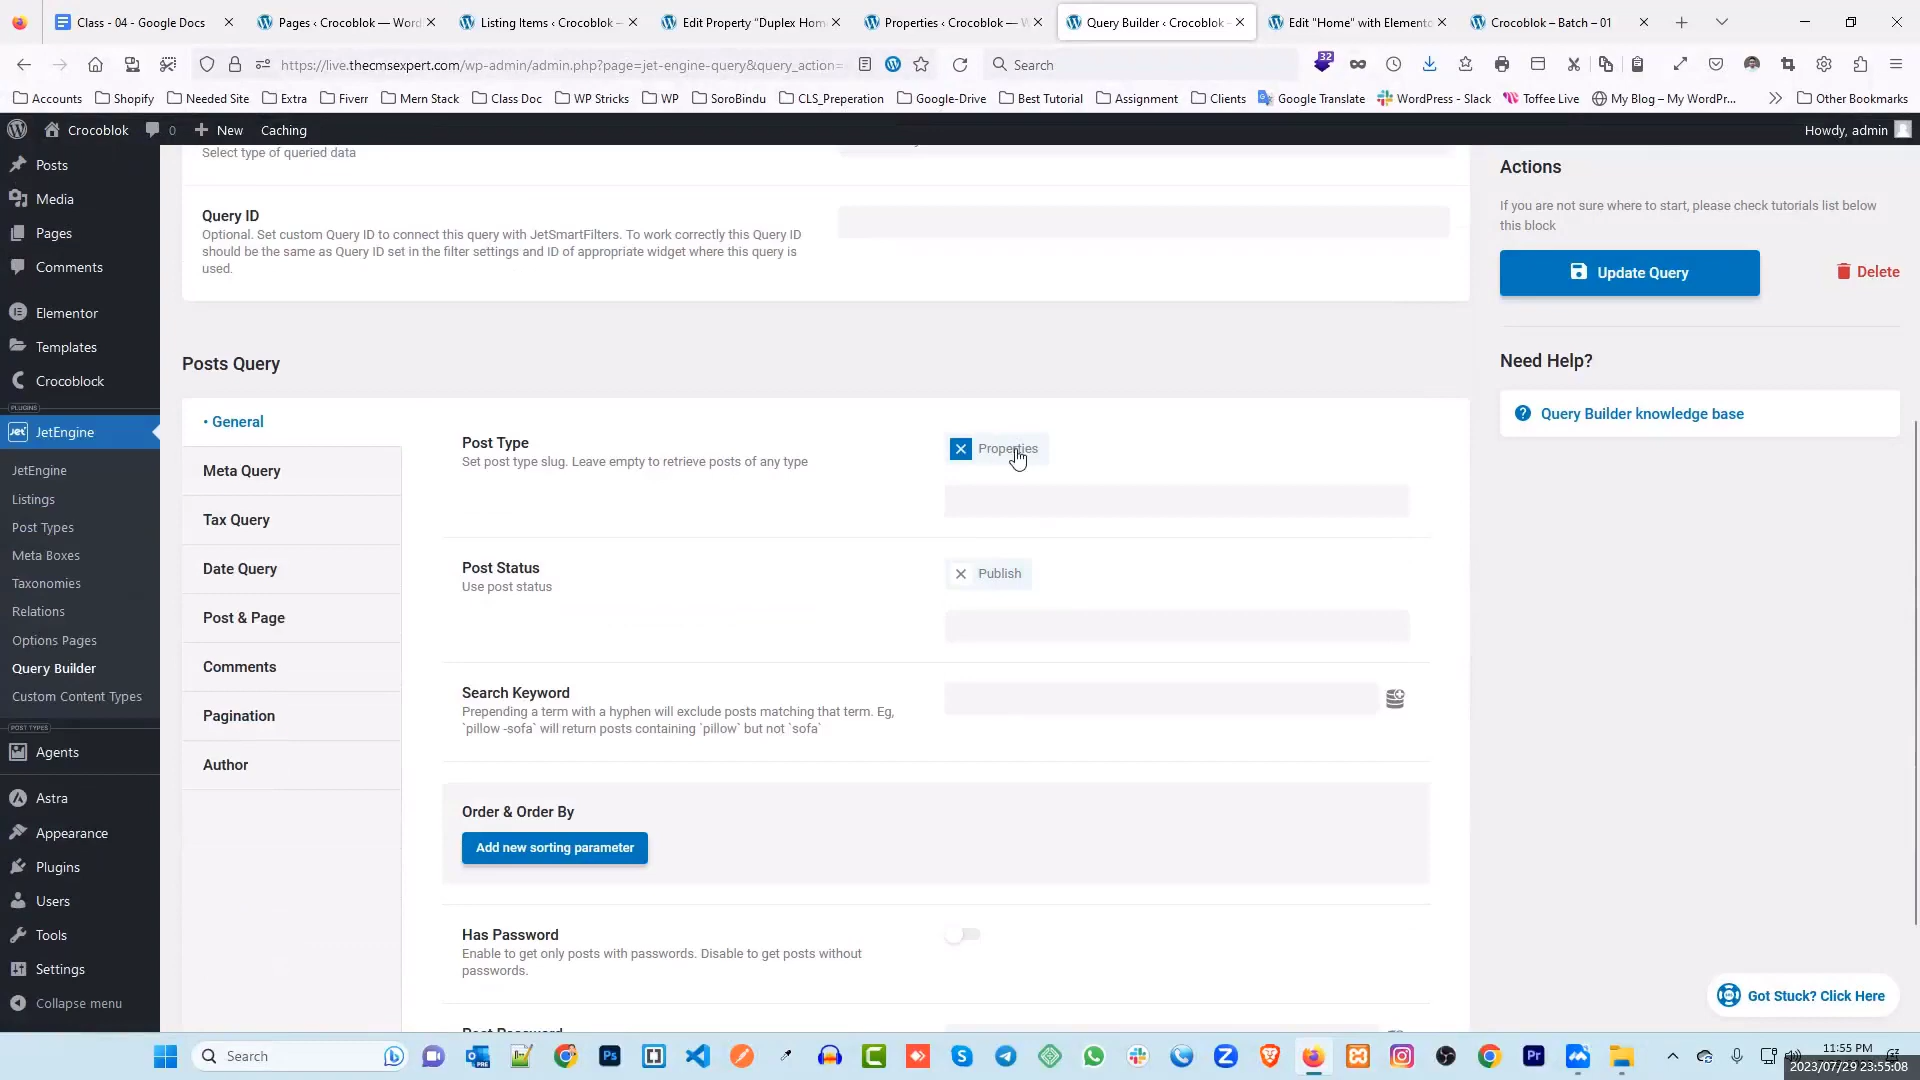 Class - 04 - Google Docs
Pages ‹ Crocoblok — Word
Listing Items ‹ Crocoblok —
Edit Property "Duplex Hom
Properties ‹ Crocoblok — W
Query Builder ‹ Crocoblok –
Edit "Home" with Elemento
Crocoblok – Batch – 01
https://live.thecmsexpert.com/wp-admin/admin.php?page=jet-engine-query&query_action=
Search
32
Accounts
Shopify
Needed Site
Extra
Fiverr
Mern Stack
Class Doc
WP Stricks
WP
SoroBindu
CLS_Preperation
Google-Drive
Best Tutorial
Assignment
Clients
Google Translate
WordPress - Slack
Toffee Live
My Blog – My WordPr...
Other Bookmarks
Crocoblok
0
New
Caching
Howdy, admin
Posts
Media
Pages
Comments
Elementor
Templates
Crocoblock
PLUGINS
JetEngine
JetEngine
Listings
Post Types
Meta Boxes
Taxonomies
Relations
Options Pages
Query Builder
Custom Content Types
POST TYPES
Agents
Astra
Appearance
Plugins
Users
Tools
Settings
Collapse menu
Select type of queried data
Query ID
Optional. Set custom Query ID to connect this query with JetSmartFilters. To work correctly this Query ID
should be the same as Query ID set in the filter settings and ID of appropriate widget where this query is
used.
Posts Query
• General
Meta Query
Tax Query
Date Query
Post & Page
Comments
Pagination
Author
Post Type
Set post type slug. Leave empty to retrieve posts of any type
Properties
Post Status
Use post status
Publish
Search Keyword
Prepending a term with a hyphen will exclude posts matching that term. Eg,
`pillow -sofa` will return posts containing `pillow` but not `sofa`
Order & Order By
Add new sorting parameter
Has Password
Enable to get only posts with passwords. Disable to get posts without
passwords.
Post Password
Actions
If you are not sure where to start, please check tutorials list below
this block
Update Query
Delete
Need Help?
Query Builder knowledge base
Got Stuck? Click Here
Search
11:55 PM
2023/07/29 23:55:08